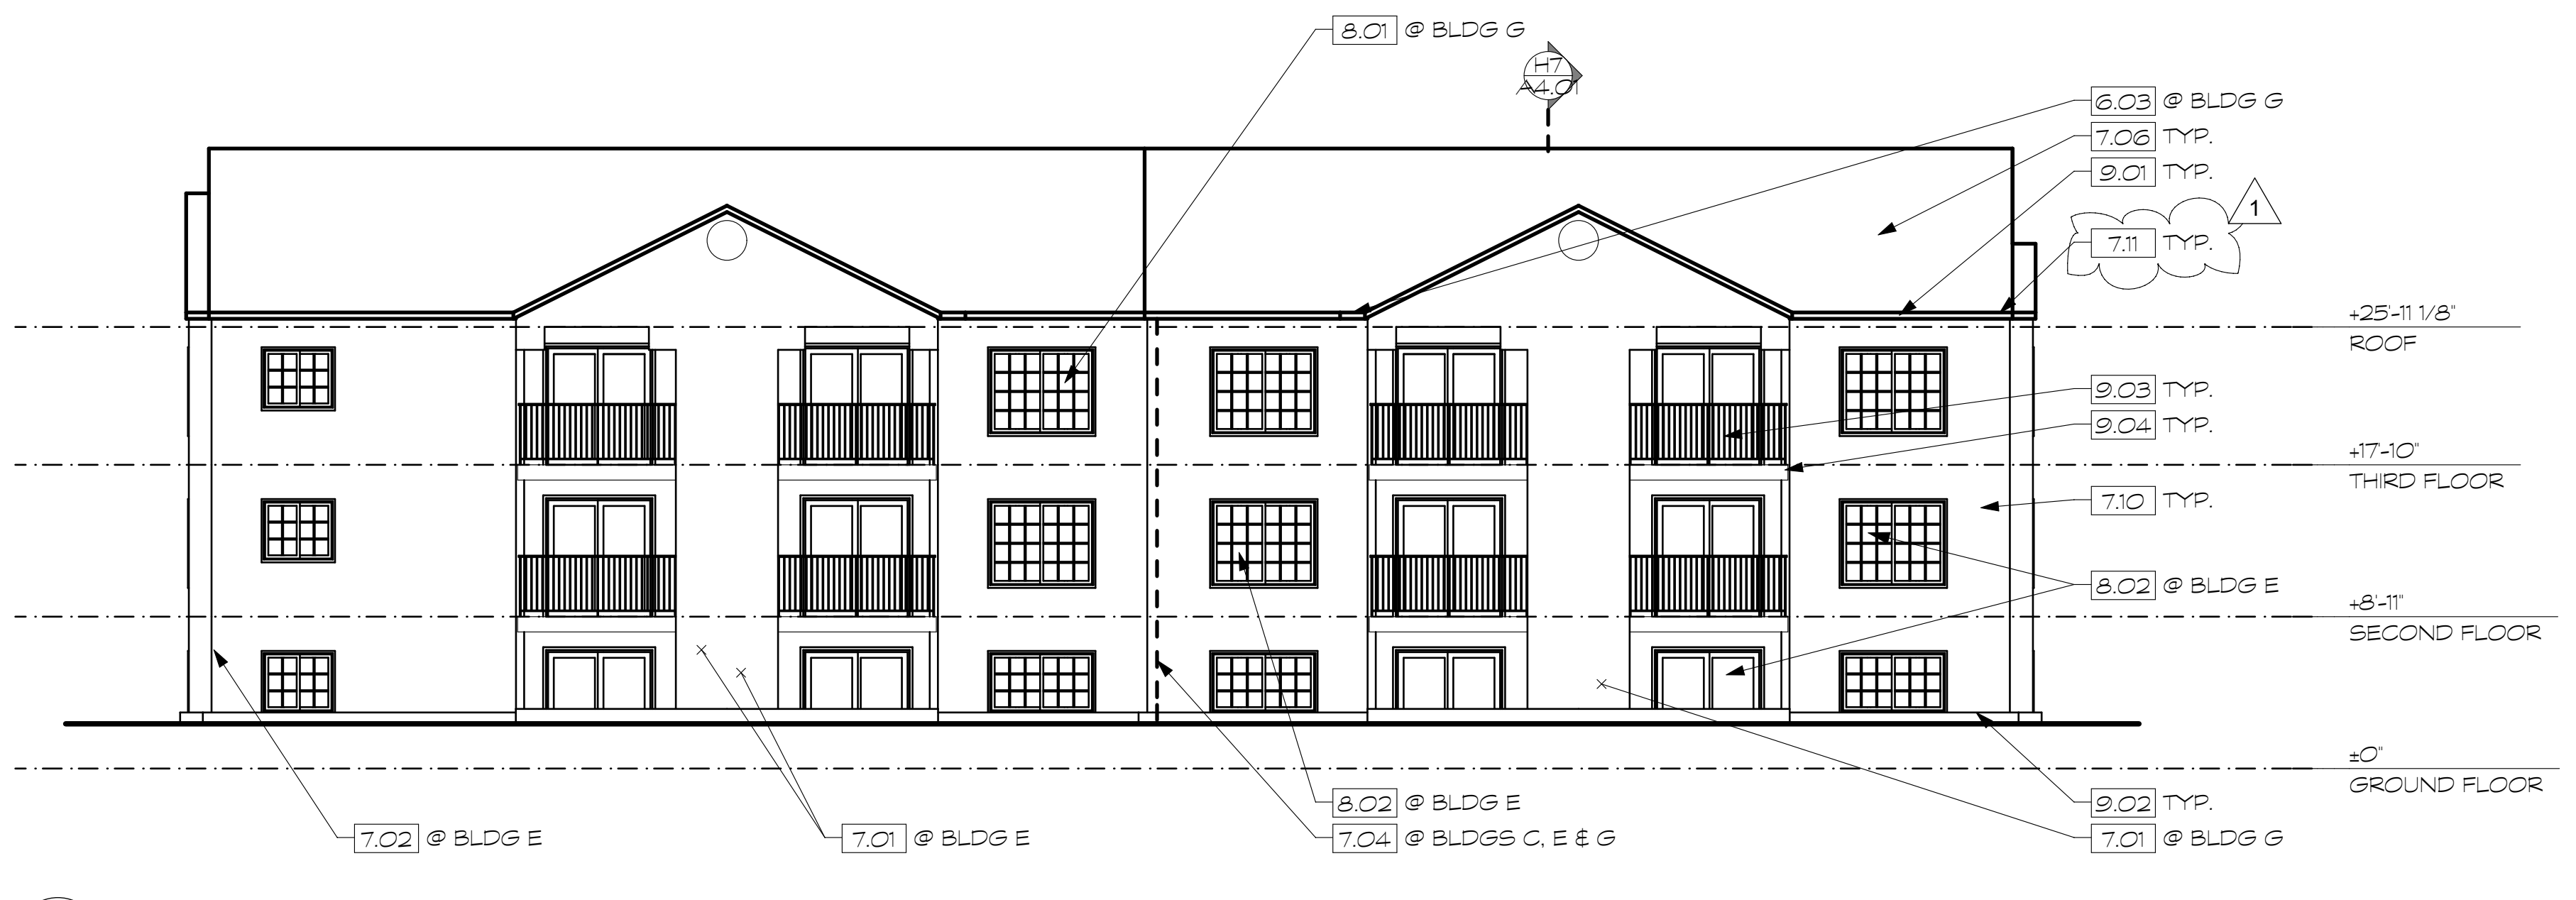 8.01 @ BLDG G
H7
A4.01
6.03 @ BLDG G
7.06 TYP.
9.01 TYP.
1
7.11 TYP.
+25'-11 1/8"
ROOF
9.03 TYP.
9.04 TYP.
+17'-10"
THIRD FLOOR
7.10 TYP.
8.02 @ BLDG E
+8'-11"
SECOND FLOOR
±0"
GROUND FLOOR
8.02 @ BLDG E
9.02 TYP.
7.02 @ BLDG E
7.01 @ BLDG E
7.04 @ BLDGS C, E & G
7.01 @ BLDG G